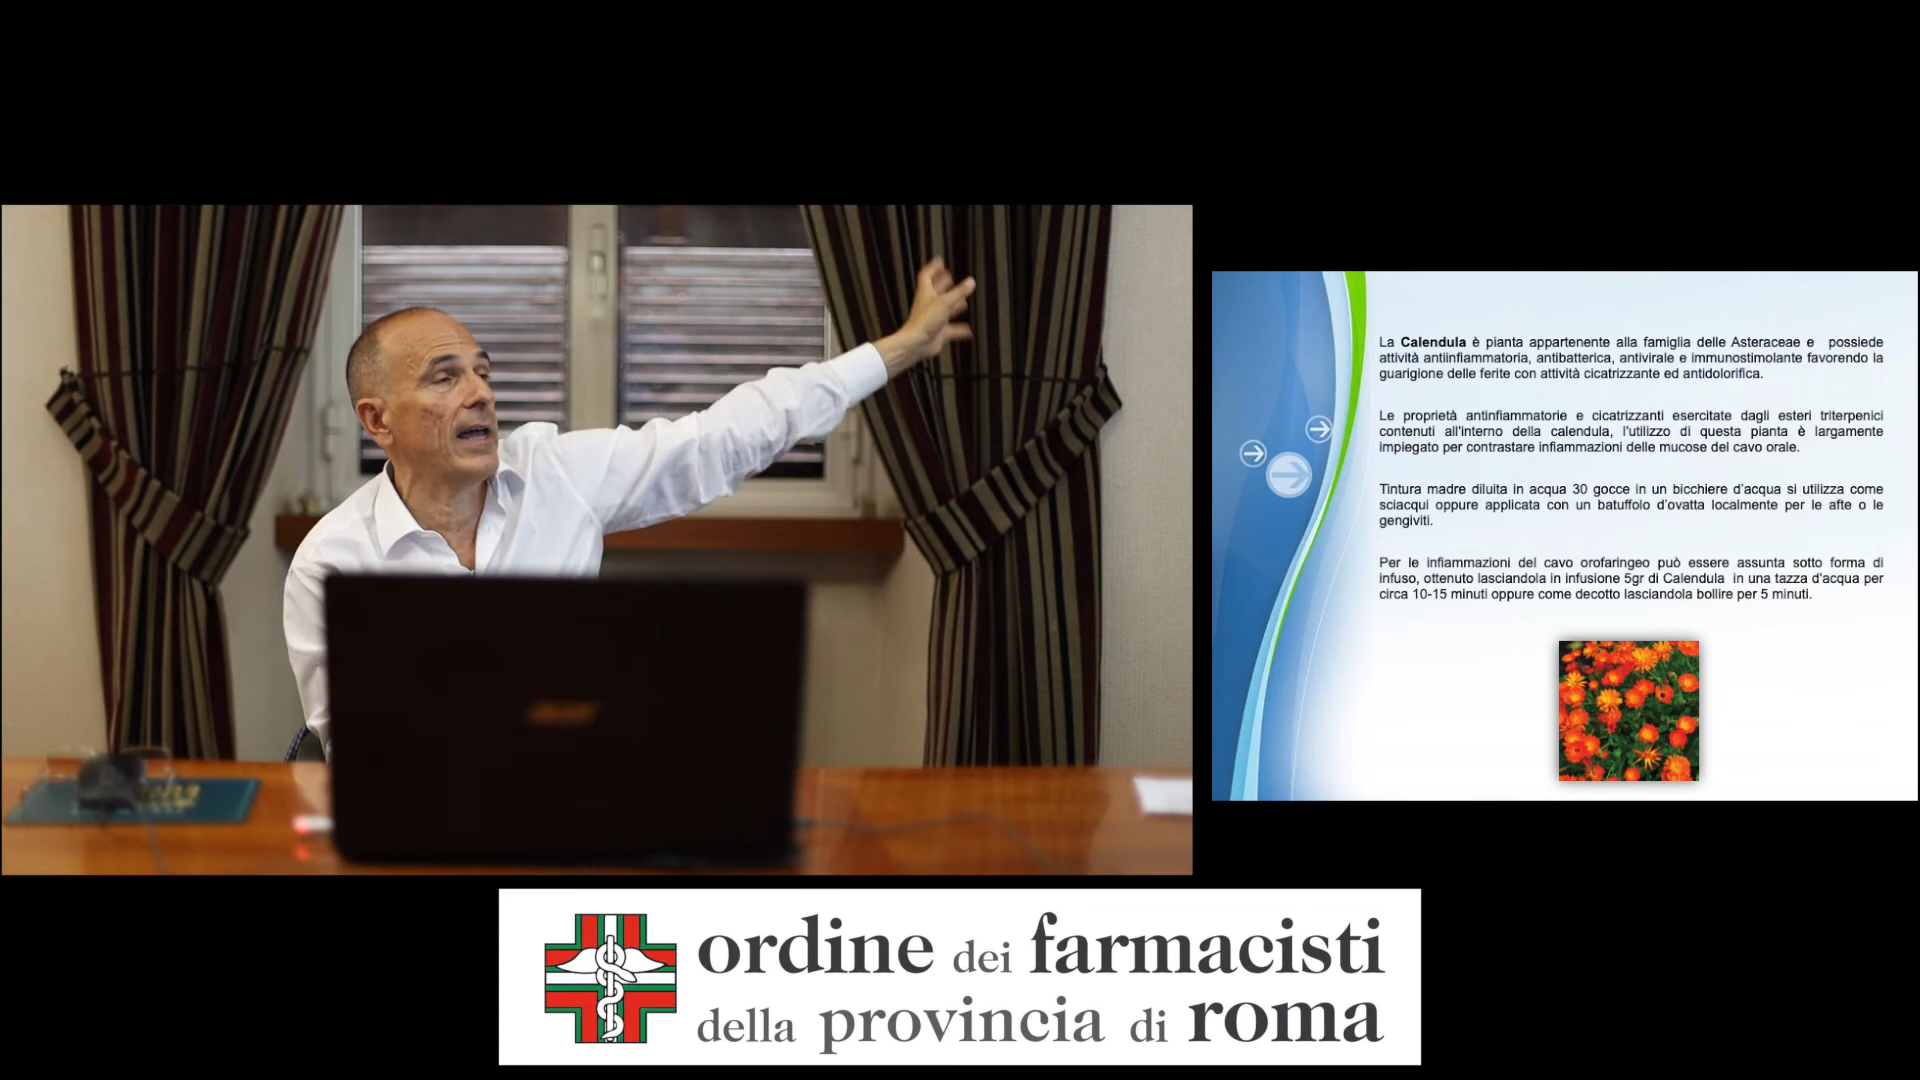 La Calendula è pianta appartenente alla famiglia delle Asteraceae e possiede
attività antiinfiammatoria, antibatterica, antivirale e immunostimolante favorendo la
guarigione delle ferite con attività cicatrizzante ed antidolorifica.
Le proprietà antinfiammatorie e cicatrizzanti esercitate dagli esteri triterpenici
contenuti all'interno della calendula, l'utilizzo di questa pianta è largamente
impiegato per contrastare infiammazioni delle mucose del cavo orale.
Tintura madre diluita in acqua 30 gocce in un bicchiere d'acqua si utilizza come
sciacqui oppure applicata con un batuffolo d'ovatta localmente per le afte o le
gengiviti.
Per le infiammazioni del cavo orofaringeo può essere assunta sotto forma di
infuso, ottenuto lasciandola in infusione 5gr di Calendula in una tazza d'acqua per
circa 10-15 minuti oppure come decotto lasciandola bollire per 5 minuti.
acer
ordine dei farmacisti
della provincia di roma